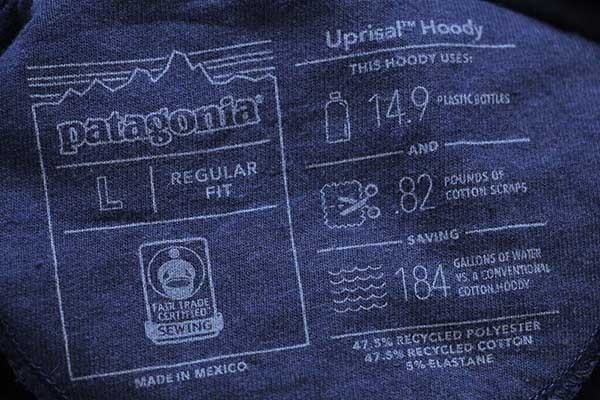 patagonia®
L
REGULAR
FIT
FAIR TRADE
CERTIFIED™
SEWING
MADE IN MEXICO
Uprisal™ Hoody
THIS HOODY USES:
14.9 PLASTIC BOTTLES
AND
.82 POUNDS OF
COTTON SCRAPS
SAVING
184 GALLONS OF WATER
VS. A CONVENTIONAL
COTTON HOODY
47.5% RECYCLED POLYESTER
47.5% RECYCLED COTTON
5% ELASTANE